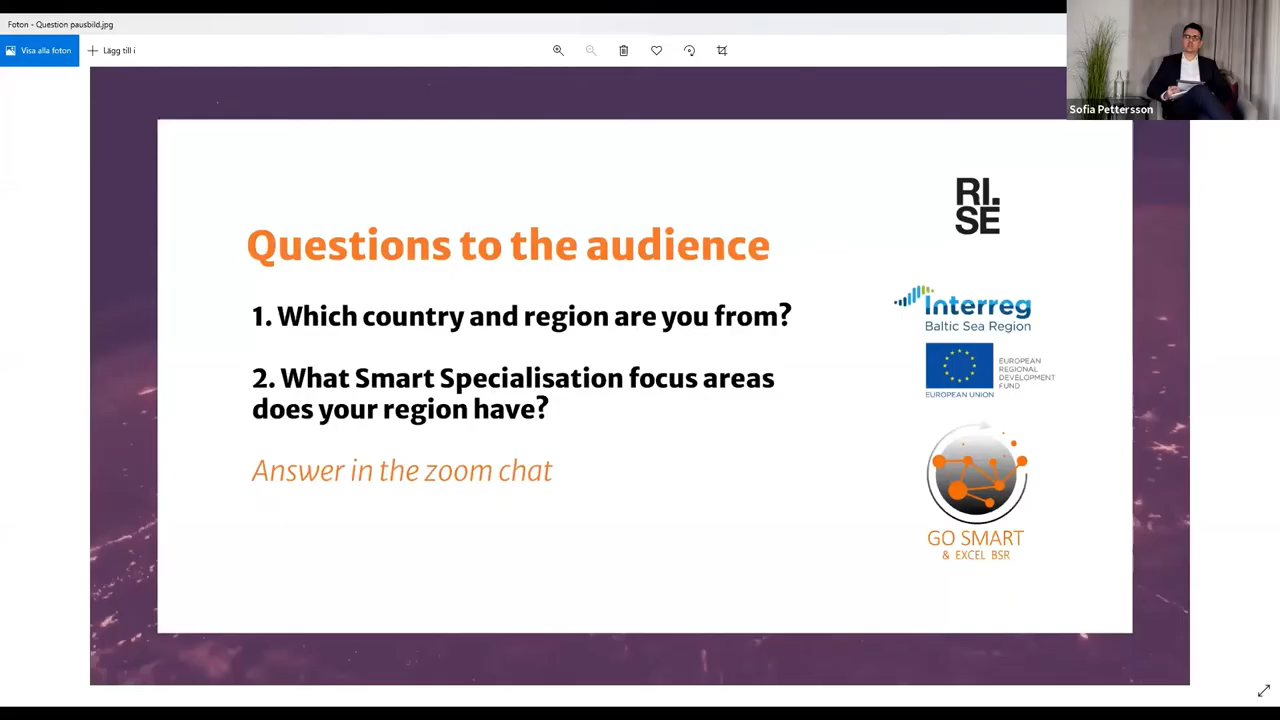 Foton - Question pausbild.jpg
Visa alla foton
Lägg till i
Sofia Pettersson
RI.
SE
Questions to the audience
1. Which country and region are you from?
2. What Smart Specialisation focus areas
does your region have?
Answer in the zoom chat
Interreg
Baltic Sea Region
EUROPEAN
REGIONAL
DEVELOPMENT
FUND
EUROPEAN UNION
GO SMART
& EXCEL BSR